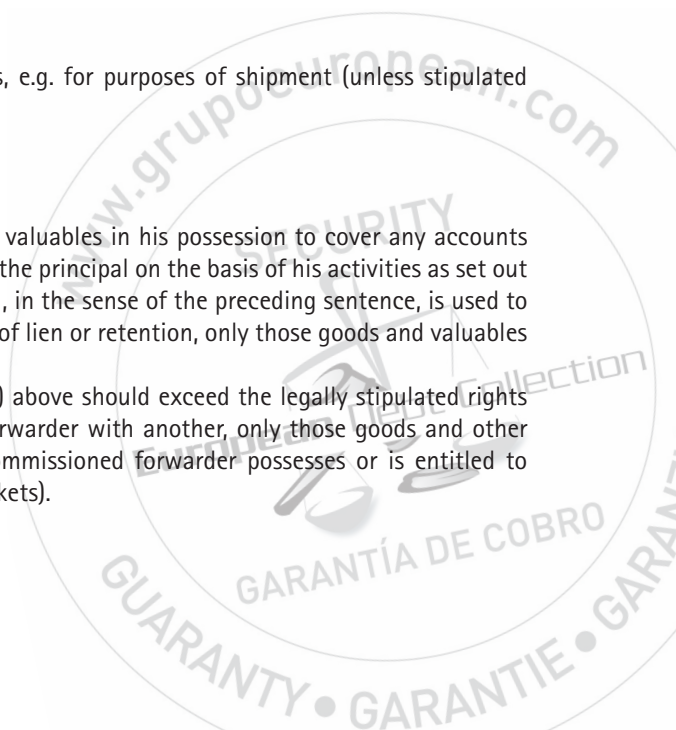 s, e.g. for purposes of shipment (unless stipulated
valuables in his possession to cover any accounts
the principal on the basis of his activities as set out
, in the sense of the preceding sentence, is used to
of lien or retention, only those goods and valuables
) above should exceed the legally stipulated rights
rwarder with another, only those goods and other
ommissioned forwarder possesses or is entitled to
kets).
www.grupoeuropean.com
SECURITY
European Dept Collection
GARANTÍA DE COBRO
GUARANTY • GARANTIE • GARANTÍ